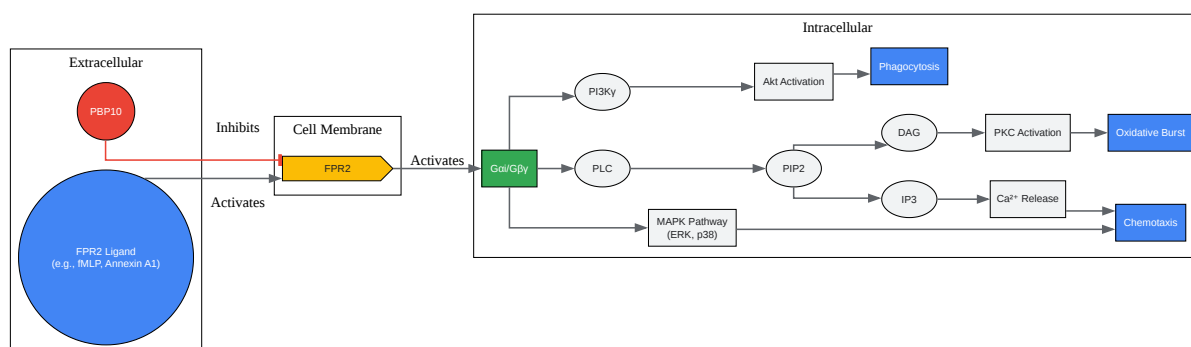 Extracellular
PBP10
FPR2 Ligand
(e.g., fMLP, Annexin A1)
Inhibits
Activates
Cell Membrane
FPR2
Activates
Intracellular
Gαi/Gβγ
PI3Kγ
Akt Activation
Phagocytosis
PLC
PIP2
DAG
PKC Activation
Oxidative Burst
IP3
Ca²⁺ Release
Chemotaxis
MAPK Pathway
(ERK, p38)